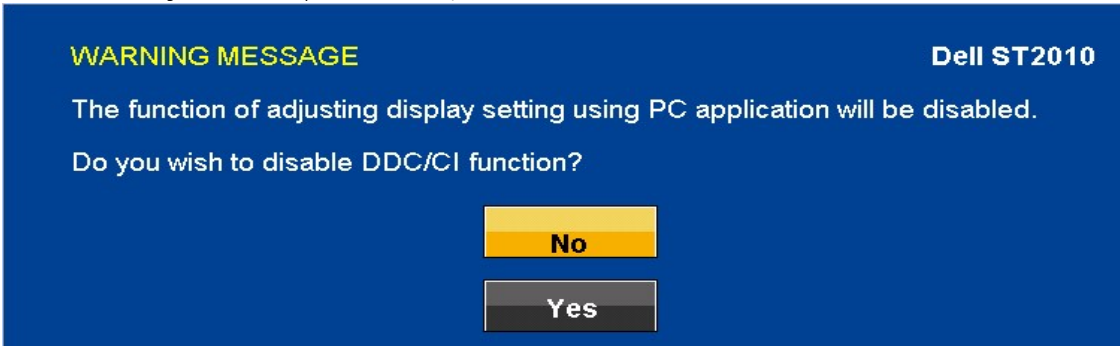 WARNING MESSAGE Dell ST2010
The function of adjusting display setting using PC application will be disabled.
Do you wish to disable DDC/CI function?
No
Yes